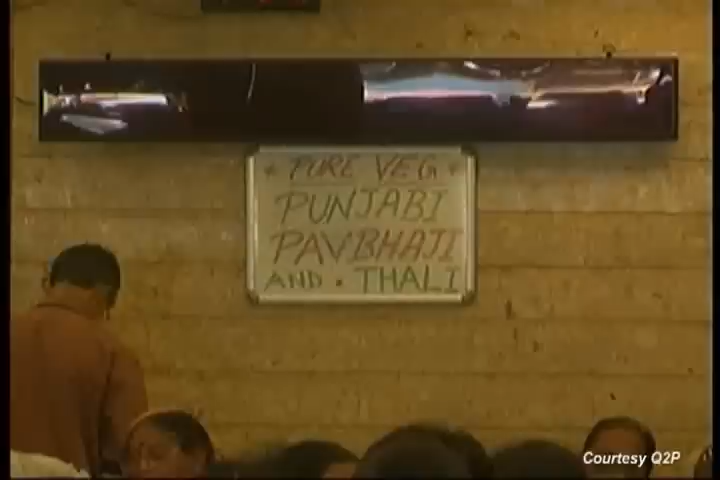 * PURE VEG *
PUNJABI
PAVBHAJI
AND • THALI
Courtesy Q2P